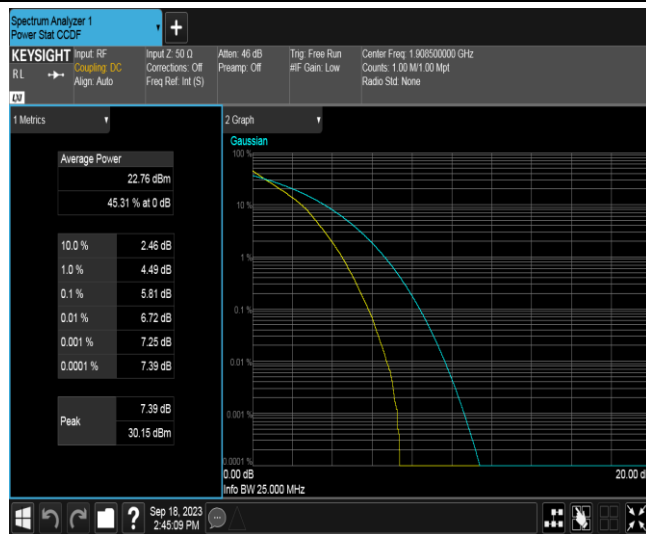 Spectrum Analyzer 1
Power Stat CCDF
+
KEYSIGHT Input: RF Input Z: 50 Ω Atten: 46 dB Trig: Free Run Center Freq: 1.908500000 GHz
RL Coupling: DC Corrections: Off Preamp: Off #IF Gain: Low Counts: 1.00 M/1.00 Mpt
Align: Auto Freq Ref: Int (S) Radio Std: None
LXI
1 Metrics
Average Power
22.76 dBm
45.31 % at 0 dB
10.0 % 2.46 dB
1.0 % 4.49 dB
0.1 % 5.81 dB
0.01 % 6.72 dB
0.001 % 7.25 dB
0.0001 % 7.39 dB
Peak 7.39 dB
30.15 dBm
2 Graph
Gaussian
100 %
10 %
1 %
0.1 %
0.01 %
0.001 %
0.0001 %
0.00 dB 20.00 d
Info BW 25.000 MHz
? Sep 18, 2023
2:45:09 PM